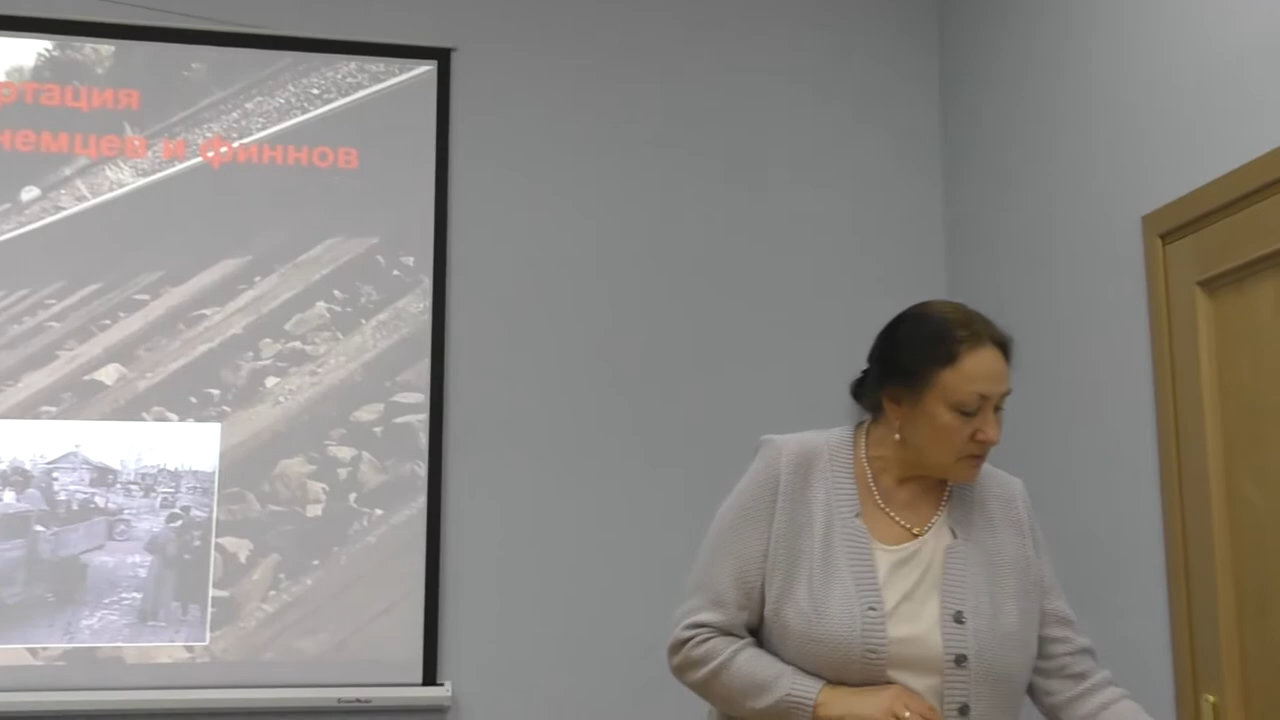 ртация
немцев и финнов